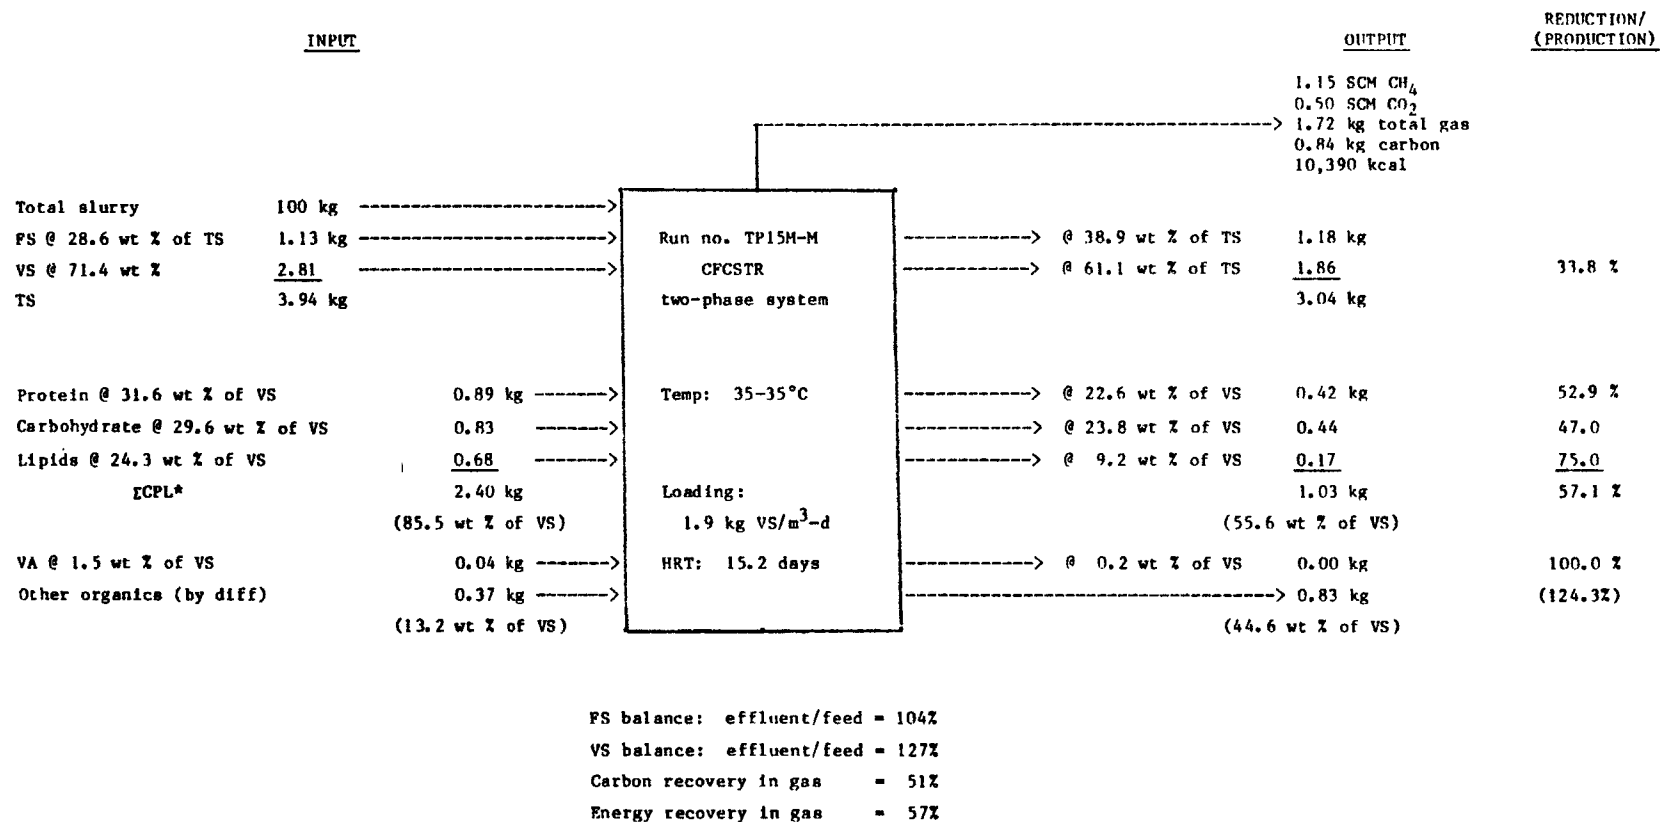 INPUT OUTPUT REDUCTION/
(PRODUCTION)
1.15 SCM CH4
0.50 SCM CO2
1.72 kg total gas
0.84 kg carbon
10,390 kcal
Total slurry 100 kg
FS @ 28.6 wt % of TS 1.13 kg Run no. TP15M-M @ 38.9 wt % of TS 1.18 kg
VS @ 71.4 wt % 2.81 CFCSTR @ 61.1 wt % of TS 1.86 33.8 %
TS 3.94 kg two-phase system 3.04 kg
Protein @ 31.6 wt % of VS 0.89 kg Temp: 35-35°C @ 22.6 wt % of VS 0.42 kg 52.9 %
Carbohydrate @ 29.6 wt % of VS 0.83 @ 23.8 wt % of VS 0.44 47.0
Lipids @ 24.3 wt % of VS 0.68 @ 9.2 wt % of VS 0.17 75.0
ΣCPL* 2.40 kg Loading: 1.03 kg 57.1 %
(85.5 wt % of VS) 1.9 kg VS/m3-d (55.6 wt % of VS)
VA @ 1.5 wt % of VS 0.04 kg HRT: 15.2 days @ 0.2 wt % of VS 0.00 kg 100.0 %
Other organics (by diff) 0.37 kg 0.83 kg (124.3%)
(13.2 wt % of VS) (44.6 wt % of VS)
FS balance: effluent/feed = 104%
VS balance: effluent/feed = 127%
Carbon recovery in gas = 51%
Energy recovery in gas = 57%